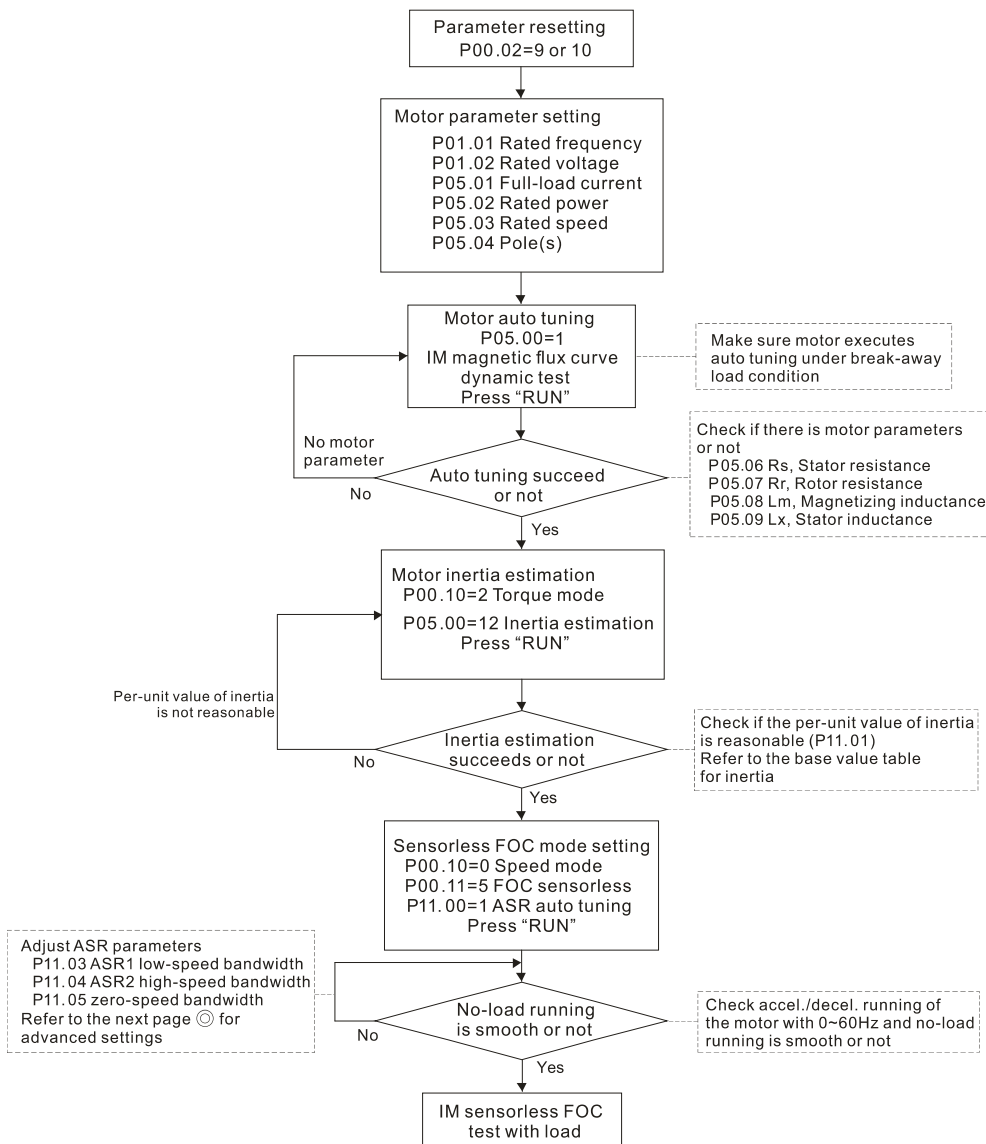 Parameter resetting
P00.02=9 or 10
Motor parameter setting
P01.01 Rated frequency
P01.02 Rated voltage
P05.01 Full-load current
P05.02 Rated power
P05.03 Rated speed
P05.04 Pole(s)
Motor auto tuning
P05.00=1
IM magnetic flux curve
dynamic test
Press “RUN”
Make sure motor executes
auto tuning under break-away
load condition
No motor
parameter
No
Auto tuning succeed
or not
Yes
Check if there is motor parameters
or not
P05.06 Rs, Stator resistance
P05.07 Rr, Rotor resistance
P05.08 Lm, Magnetizing inductance
P05.09 Lx, Stator inductance
Motor inertia estimation
P00.10=2 Torque mode
P05.00=12 Inertia estimation
Press “RUN”
Per-unit value of inertia
is not reasonable
No
Inertia estimation
succeeds or not
Yes
Check if the per-unit value of inertia
is reasonable (P11.01)
Refer to the base value table
for inertia
Sensorless FOC mode setting
P00.10=0 Speed mode
P00.11=5 FOC sensorless
P11.00=1 ASR auto tuning
Press “RUN”
Adjust ASR parameters
P11.03 ASR1 low-speed bandwidth
P11.04 ASR2 high-speed bandwidth
P11.05 zero-speed bandwidth
Refer to the next page ◎ for
advanced settings
No
No-load running
is smooth or not
Yes
Check accel./decel. running of
the motor with 0~60Hz and no-load
running is smooth or not
IM sensorless FOC
test with load